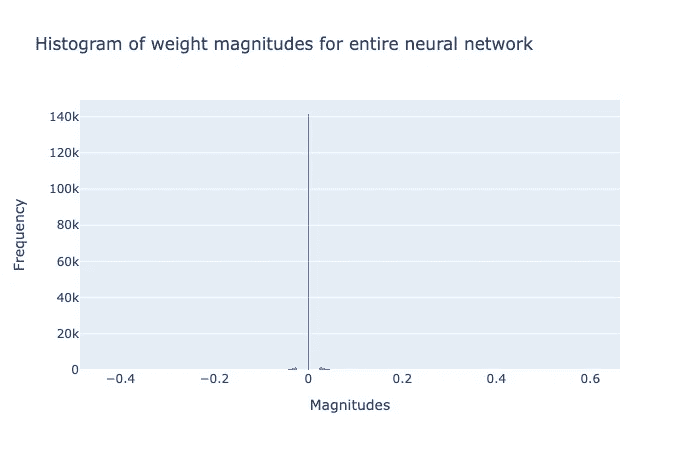 Histogram of weight magnitudes for entire neural network
140k
120k
100k
80k
60k
40k
20k
0
−0.4 −0.2 0 0.2 0.4 0.6
Frequency
Magnitudes